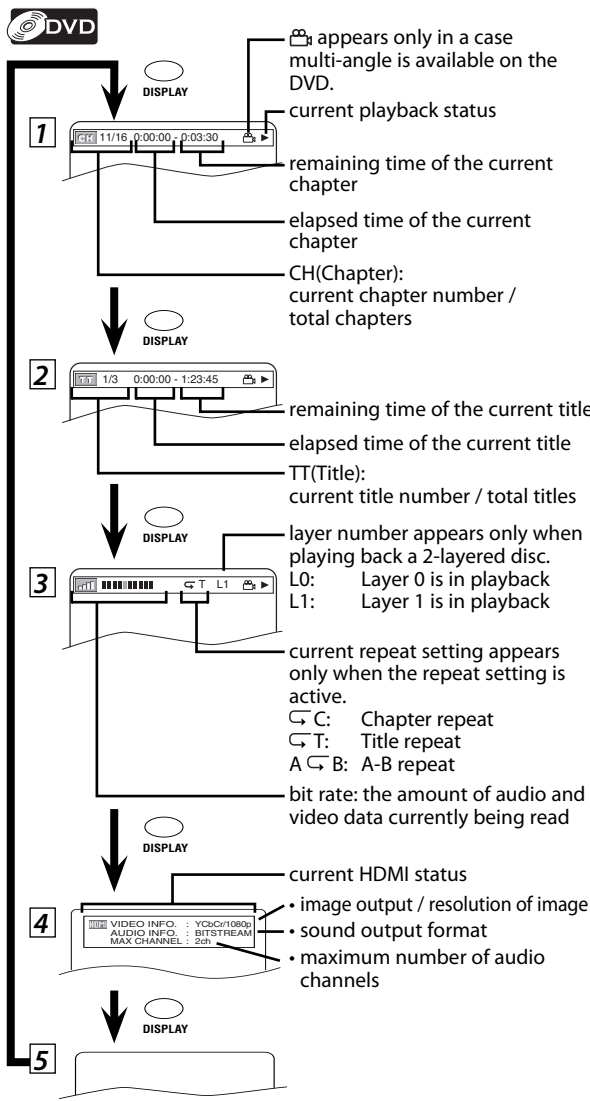 DVD
appears only in a case
multi-angle is available on the
DVD.
DISPLAY
current playback status
1
CH 11/16 0:00:00 - 0:03:30
remaining time of the current
chapter
elapsed time of the current
chapter
CH(Chapter):
current chapter number /
total chapters
DISPLAY
2
TT 1/3 0:00:00 - 1:23:45
remaining time of the current title
elapsed time of the current title
TT(Title):
current title number / total titles
DISPLAY
layer number appears only when
playing back a 2-layered disc.
L0: Layer 0 is in playback
L1: Layer 1 is in playback
3
T L1
current repeat setting appears
only when the repeat setting is
active.
C: Chapter repeat
T: Title repeat
A B: A-B repeat
bit rate: the amount of audio and
video data currently being read
DISPLAY
current HDMI status
4
HDMI VIDEO INFO. : YCbCr/1080p
AUDIO INFO. : BITSTREAM
MAX CHANNEL : 2ch
• image output / resolution of image
• sound output format
• maximum number of audio
channels
DISPLAY
5